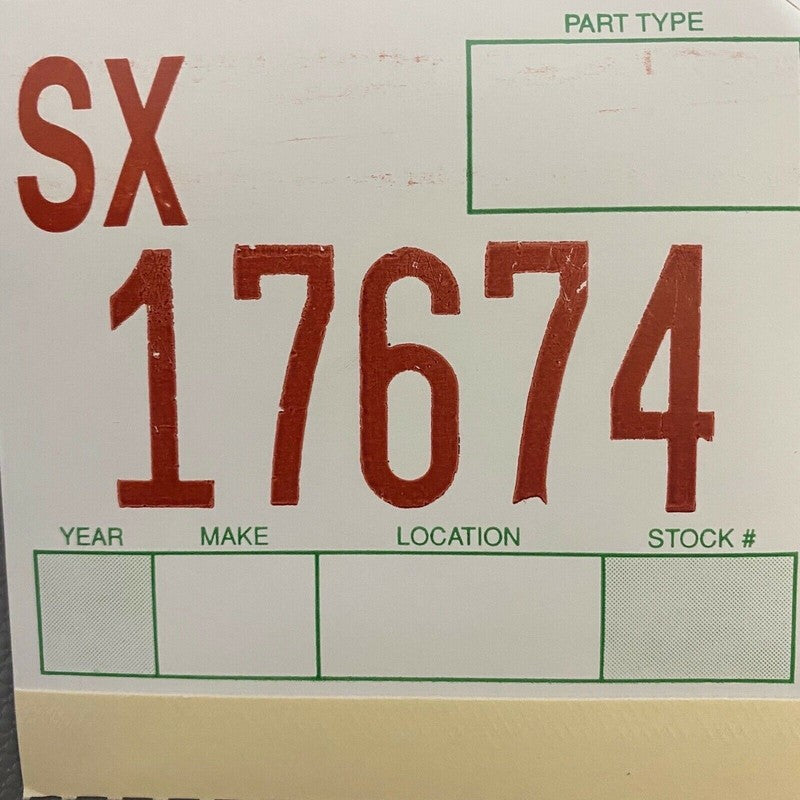 PART TYPE
SX
17674
YEAR MAKE LOCATION STOCK #